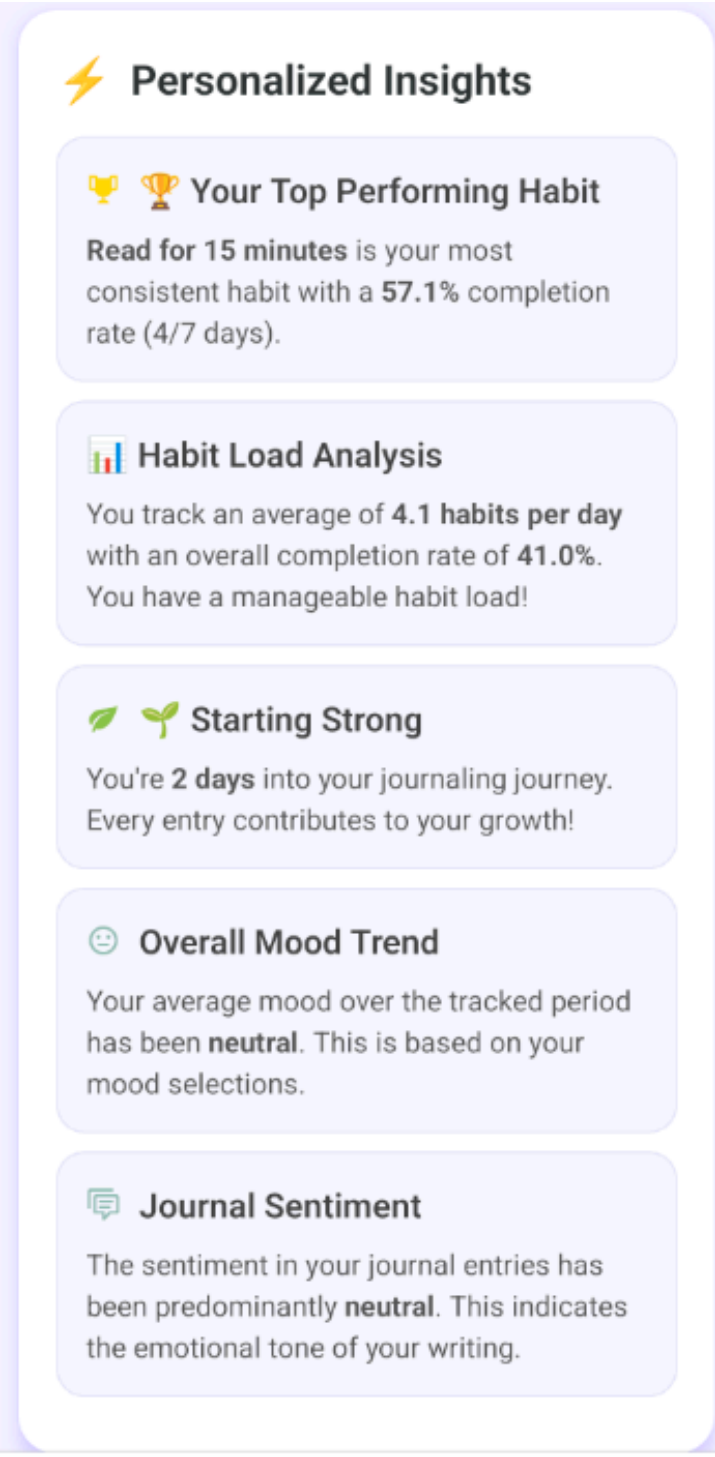 Personalized Insights
Your Top Performing Habit
Read for 15 minutes is your most
consistent habit with a 57.1% completion
rate (4/7 days).
Habit Load Analysis
You track an average of 4.1 habits per day
with an overall completion rate of 41.0%.
You have a manageable habit load!
Starting Strong
You're 2 days into your journaling journey.
Every entry contributes to your growth!
Overall Mood Trend
Your average mood over the tracked period
has been neutral. This is based on your
mood selections.
Journal Sentiment
The sentiment in your journal entries has
been predominantly neutral. This indicates
the emotional tone of your writing.